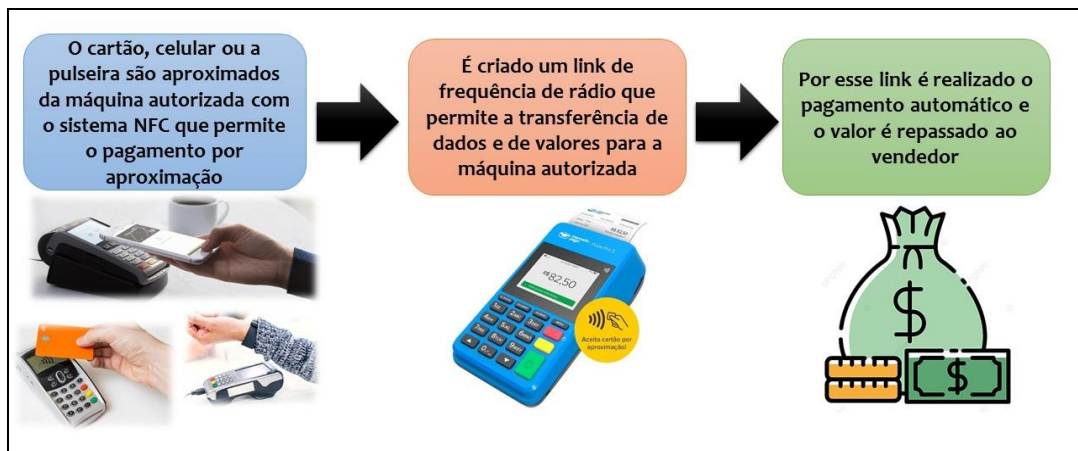 O cartão, celular ou a
pulseira são aproximados
da máquina autorizada com
o sistema NFC que permite
o pagamento por
aproximação
É criado um link de
frequência de rádio que
permite a transferência de
dados e de valores para a
máquina autorizada
Por esse link é realizado o
pagamento automático e
o valor é repassado ao
vendedor
R$ 82,50
R$82,50
Aceita cartão por
aproximação!
$
$